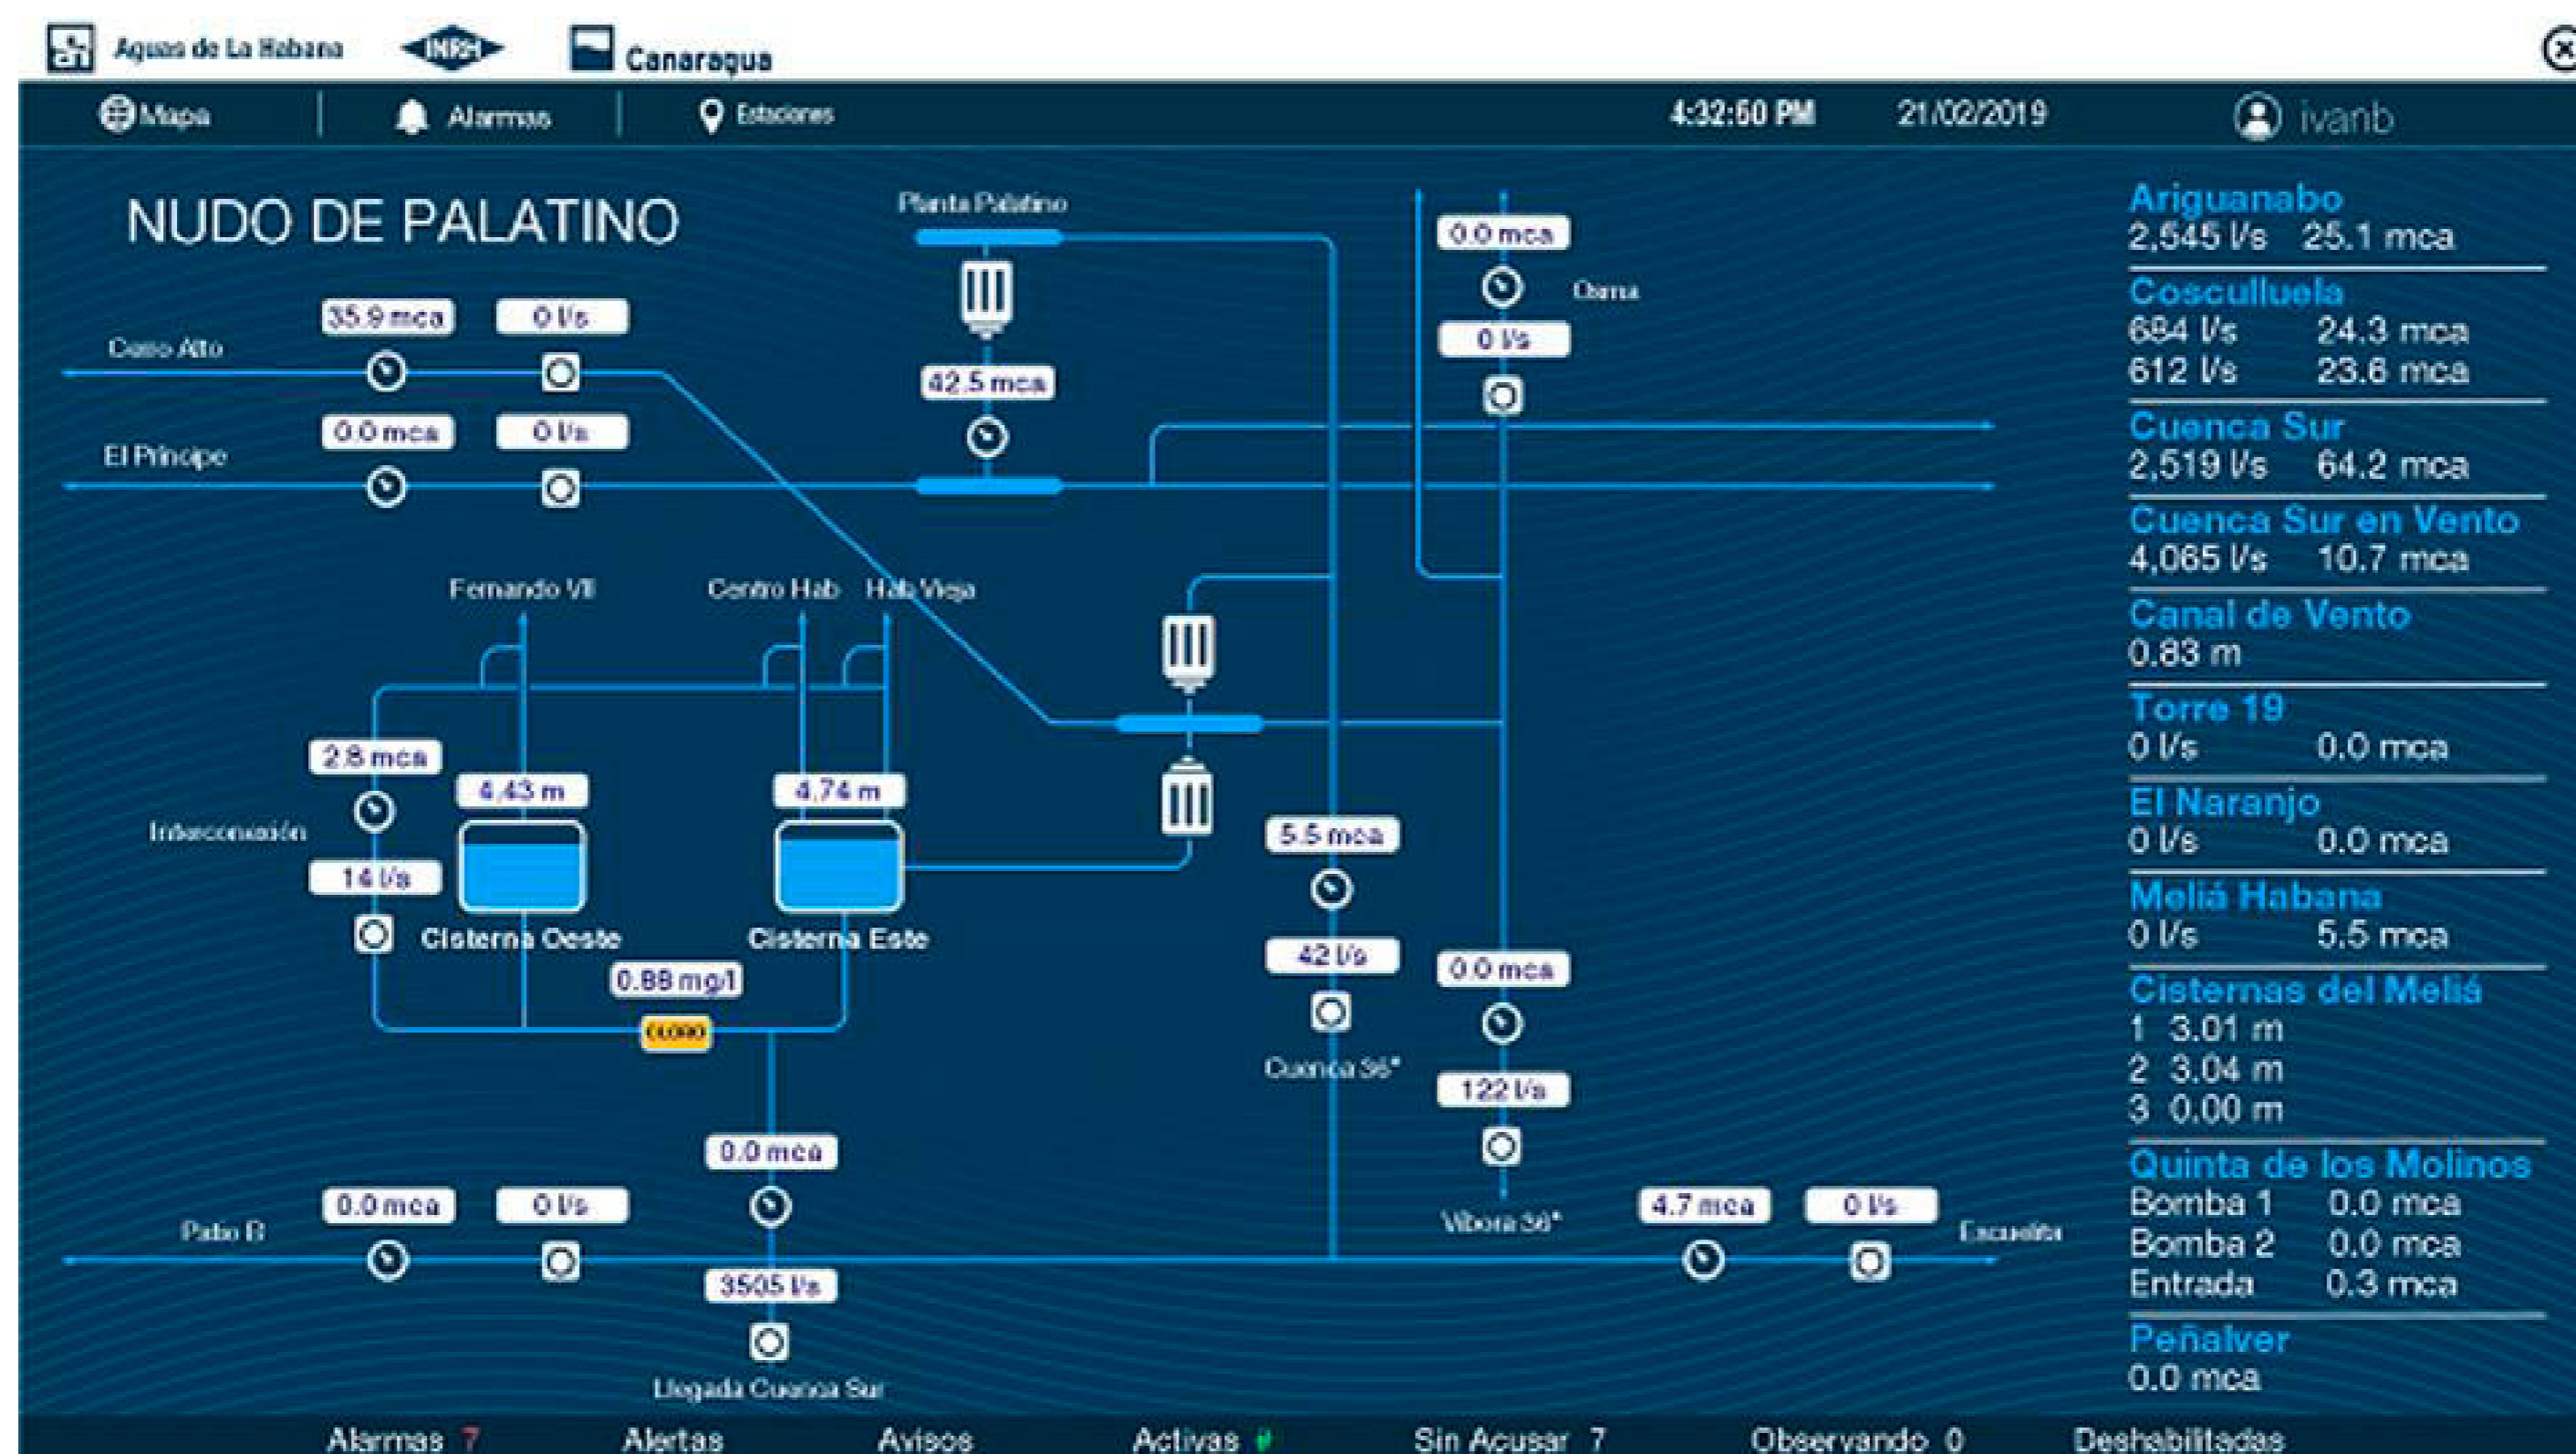 Aguas de La Habana
INRH
Canaragua
Mapa
Alarmas
Estaciones
4:32:50 PM
21/02/2019
ivanb
NUDO DE PALATINO
Planta Palatino
42.5 mca
Cerro Alto
35.9 mca
0 l/s
El Príncipe
0.0 mca
0 l/s
0.0 mca
0 l/s
Fernando VII
Centro Hab
Hab Vieja
2.8 mca
Interconexión
14 l/s
4.43 m
Cisterna Oeste
4.74 m
Cisterna Este
0.88 mg/l
CLORO
5.5 mca
42 l/s
Cuenca 36"
0.0 mca
122 l/s
Víbora 36"
Patio B
0.0 mca
0 l/s
0.0 mca
3505 l/s
Llegada Cuenca Sur
4.7 mca
0 l/s
Escuelita
Ariguanabo
2,545 l/s 25.1 mca
Cosculluela
684 l/s 24.3 mca
612 l/s 23.6 mca
Cuenca Sur
2,519 l/s 64.2 mca
Cuenca Sur en Vento
4,065 l/s 10.7 mca
Canal de Vento
0.83 m
Torre 19
0 l/s 0.0 mca
El Naranjo
0 l/s 0.0 mca
Meliá Habana
0 l/s 5.5 mca
Cisternas del Meliá
1 3.01 m
2 3.04 m
3 0.00 m
Quinta de los Molinos
Bomba 1 0.0 mca
Bomba 2 0.0 mca
Entrada 0.3 mca
Peñalver
0.0 mca
Alarmas 7
Alertas
Avisos
Activas #
Sin Acusar 7
Observando 0
Deshabilitadas